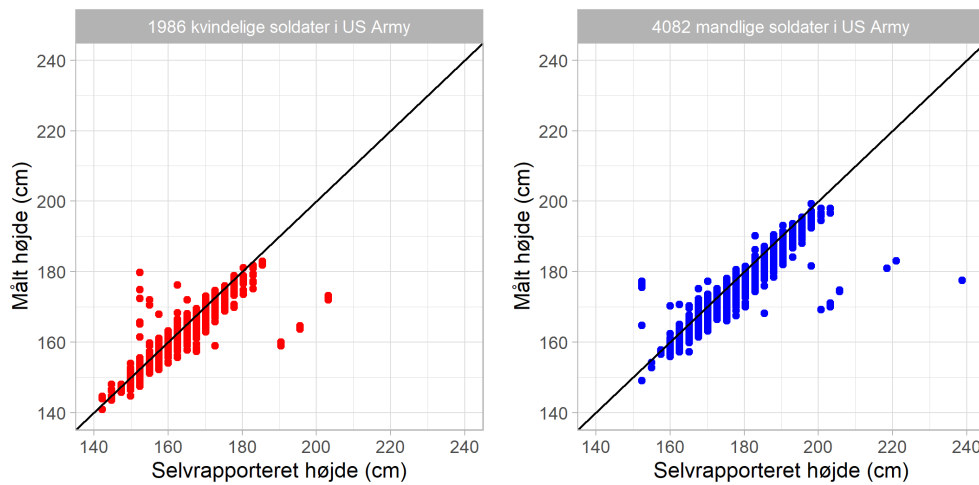 1986 kvindelige soldater i US Army
240
220
200
180
160
140
Målt højde (cm)
140 160 180 200 220 240
Selvrapporteret højde (cm)
4082 mandlige soldater i US Army
240
220
200
180
160
140
Målt højde (cm)
140 160 180 200 220 240
Selvrapporteret højde (cm)